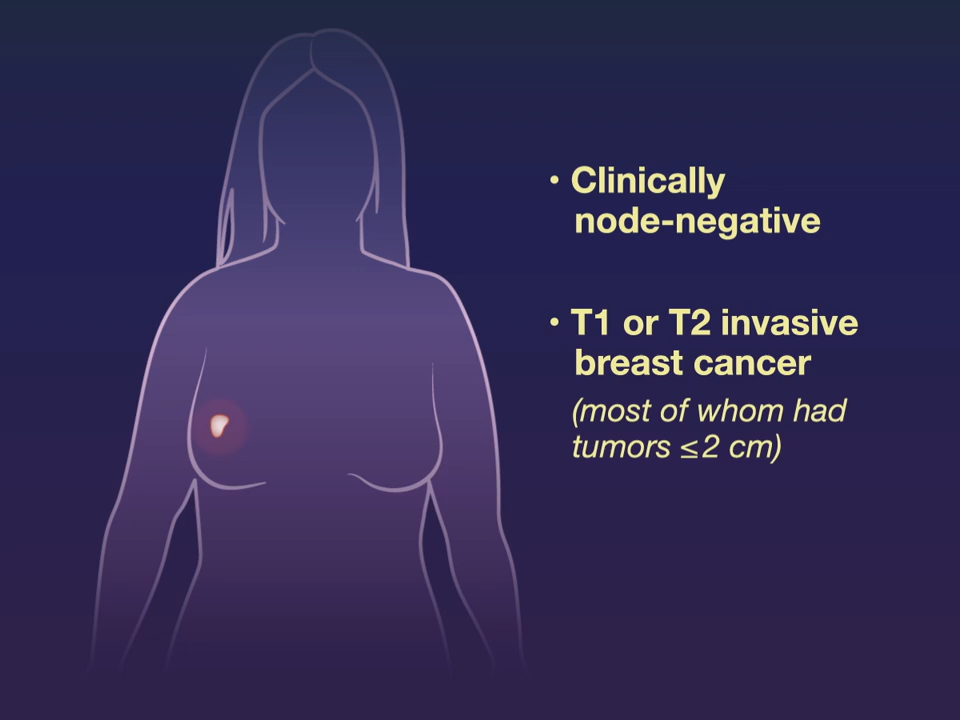 • Clinically
node-negative
• T1 or T2 invasive
breast cancer
(most of whom had
tumors ≤2 cm)